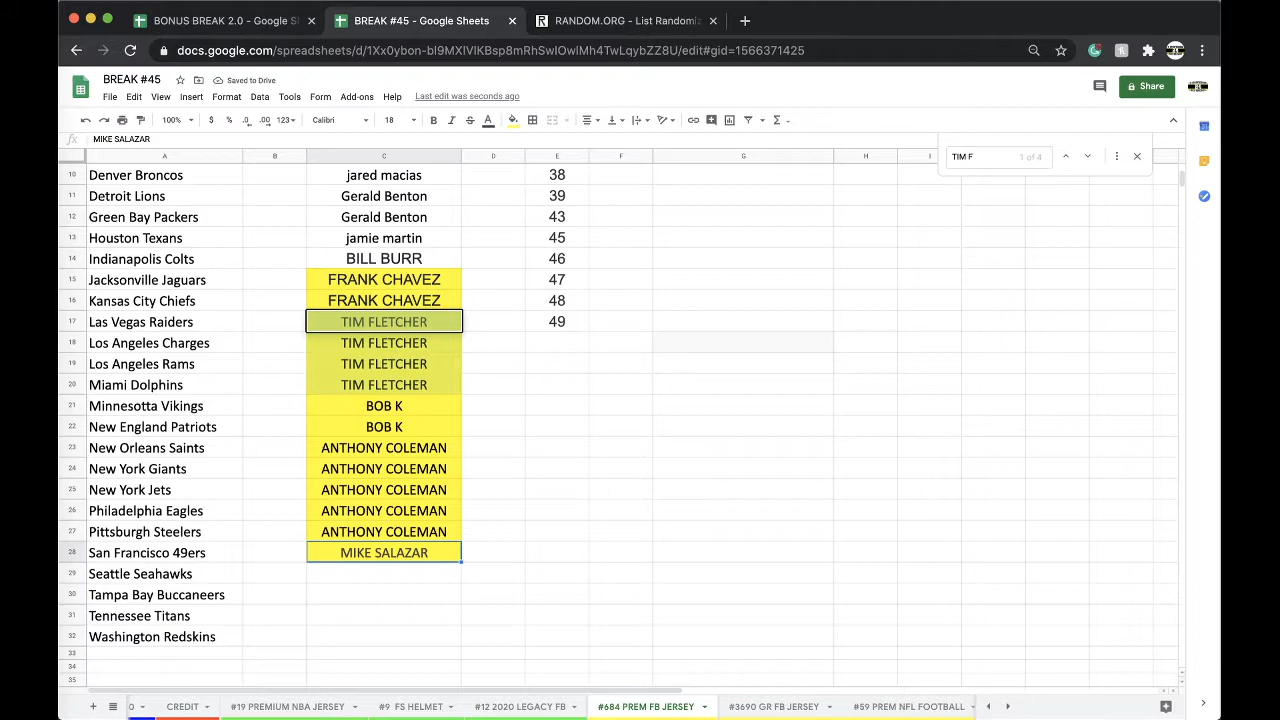 BONUS BREAK 2.0 - Google S
BREAK #45 - Google Sheets
RANDOM.ORG - List Randomiz
docs.google.com/spreadsheets/d/1Xx0ybon-bI9MXIVIKBsp8mRhSwIOwIMh4TwLqybZZ8U/edit#gid=1566371425
BREAK #45
Saved to Drive
File Edit View Insert Format Data Tools Form Add-ons Help Last edit was seconds ago
Share
100% $ % .0 .00 123 Calibri 18 B I S A
fx MIKE SALAZAR
TIM F 1 of 4
A B C D E F G H I
10 Denver Broncos jared macias 38
11 Detroit Lions Gerald Benton 39
12 Green Bay Packers Gerald Benton 43
13 Houston Texans jamie martin 45
14 Indianapolis Colts BILL BURR 46
15 Jacksonville Jaguars FRANK CHAVEZ 47
16 Kansas City Chiefs FRANK CHAVEZ 48
17 Las Vegas Raiders TIM FLETCHER 49
18 Los Angeles Charges TIM FLETCHER
19 Los Angeles Rams TIM FLETCHER
20 Miami Dolphins TIM FLETCHER
21 Minnesotta Vikings BOB K
22 New England Patriots BOB K
23 New Orleans Saints ANTHONY COLEMAN
24 New York Giants ANTHONY COLEMAN
25 New York Jets ANTHONY COLEMAN
26 Philadelphia Eagles ANTHONY COLEMAN
27 Pittsburgh Steelers ANTHONY COLEMAN
28 San Francisco 49ers MIKE SALAZAR
29 Seattle Seahawks
30 Tampa Bay Buccaneers
31 Tennessee Titans
32 Washington Redskins
33
34
35
0 CREDIT #19 PREMIUM NBA JERSEY #9 FS HELMET #12 2020 LEGACY FB #684 PREM FB JERSEY #3690 GR FB JERSEY #59 PREM NFL FOOTBALL